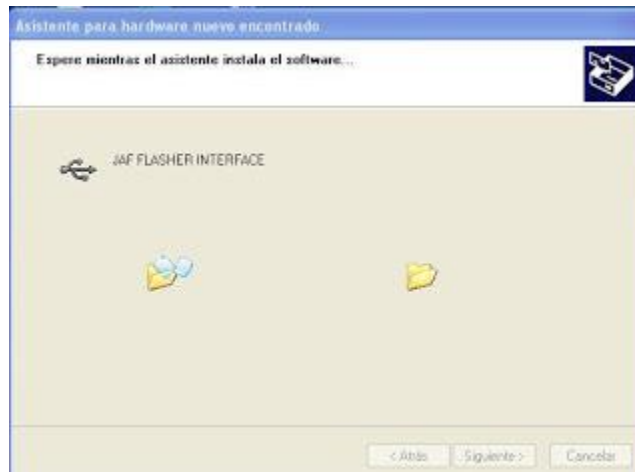 Asistente para hardware nuevo encontrado
Espere mientras el asistente instala el software...
JAF FLASHER INTERFACE
< Atrás
Siguiente >
Cancelar